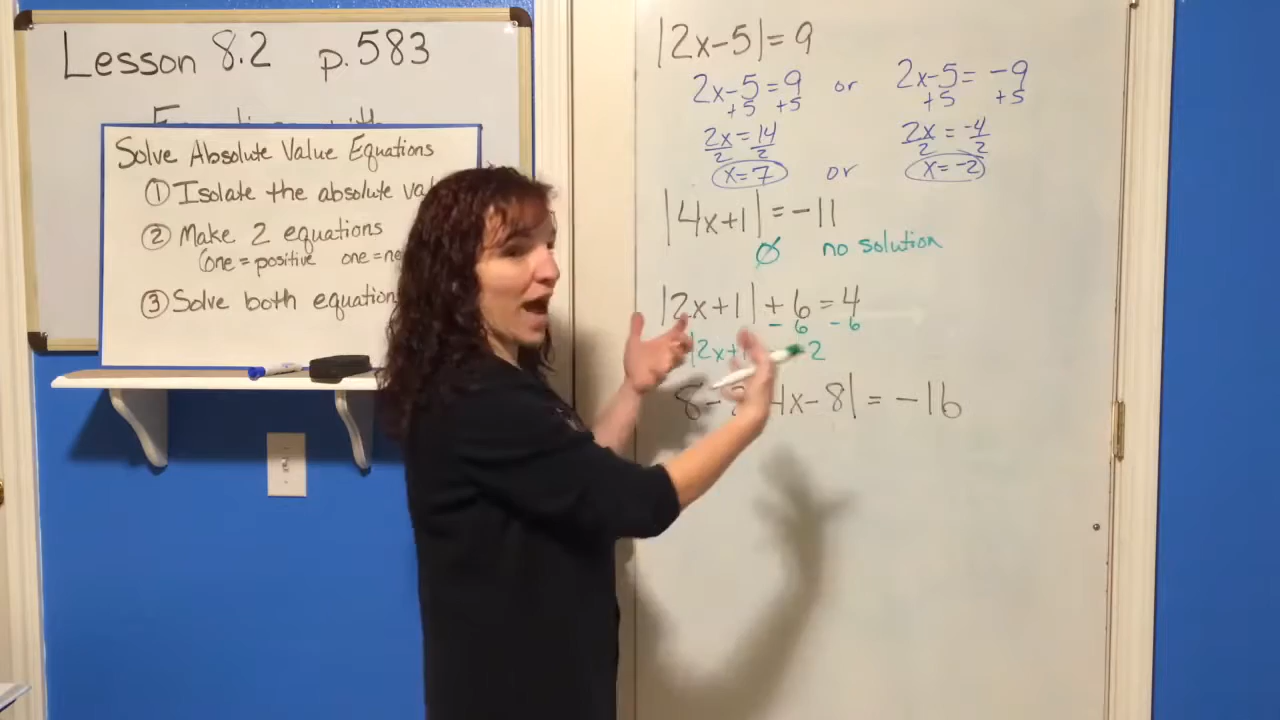 Lesson 8.2 p.583
Solve Absolute Value Equations
① Isolate the absolute
② Make 2 equations
(one = positive one =
③ Solve both
|2x-5| = 9
2x-5=9 or 2x-5=-9
+5 +5 +5 +5
2x = 14 2x = -4
2 2 2 2
x=7 or x=-2
|4x+1| = -11
∅ no solution
|2x+1| + 6 = 4
- 6 - 6
|2x+ 2
8- 4x-8| = -16